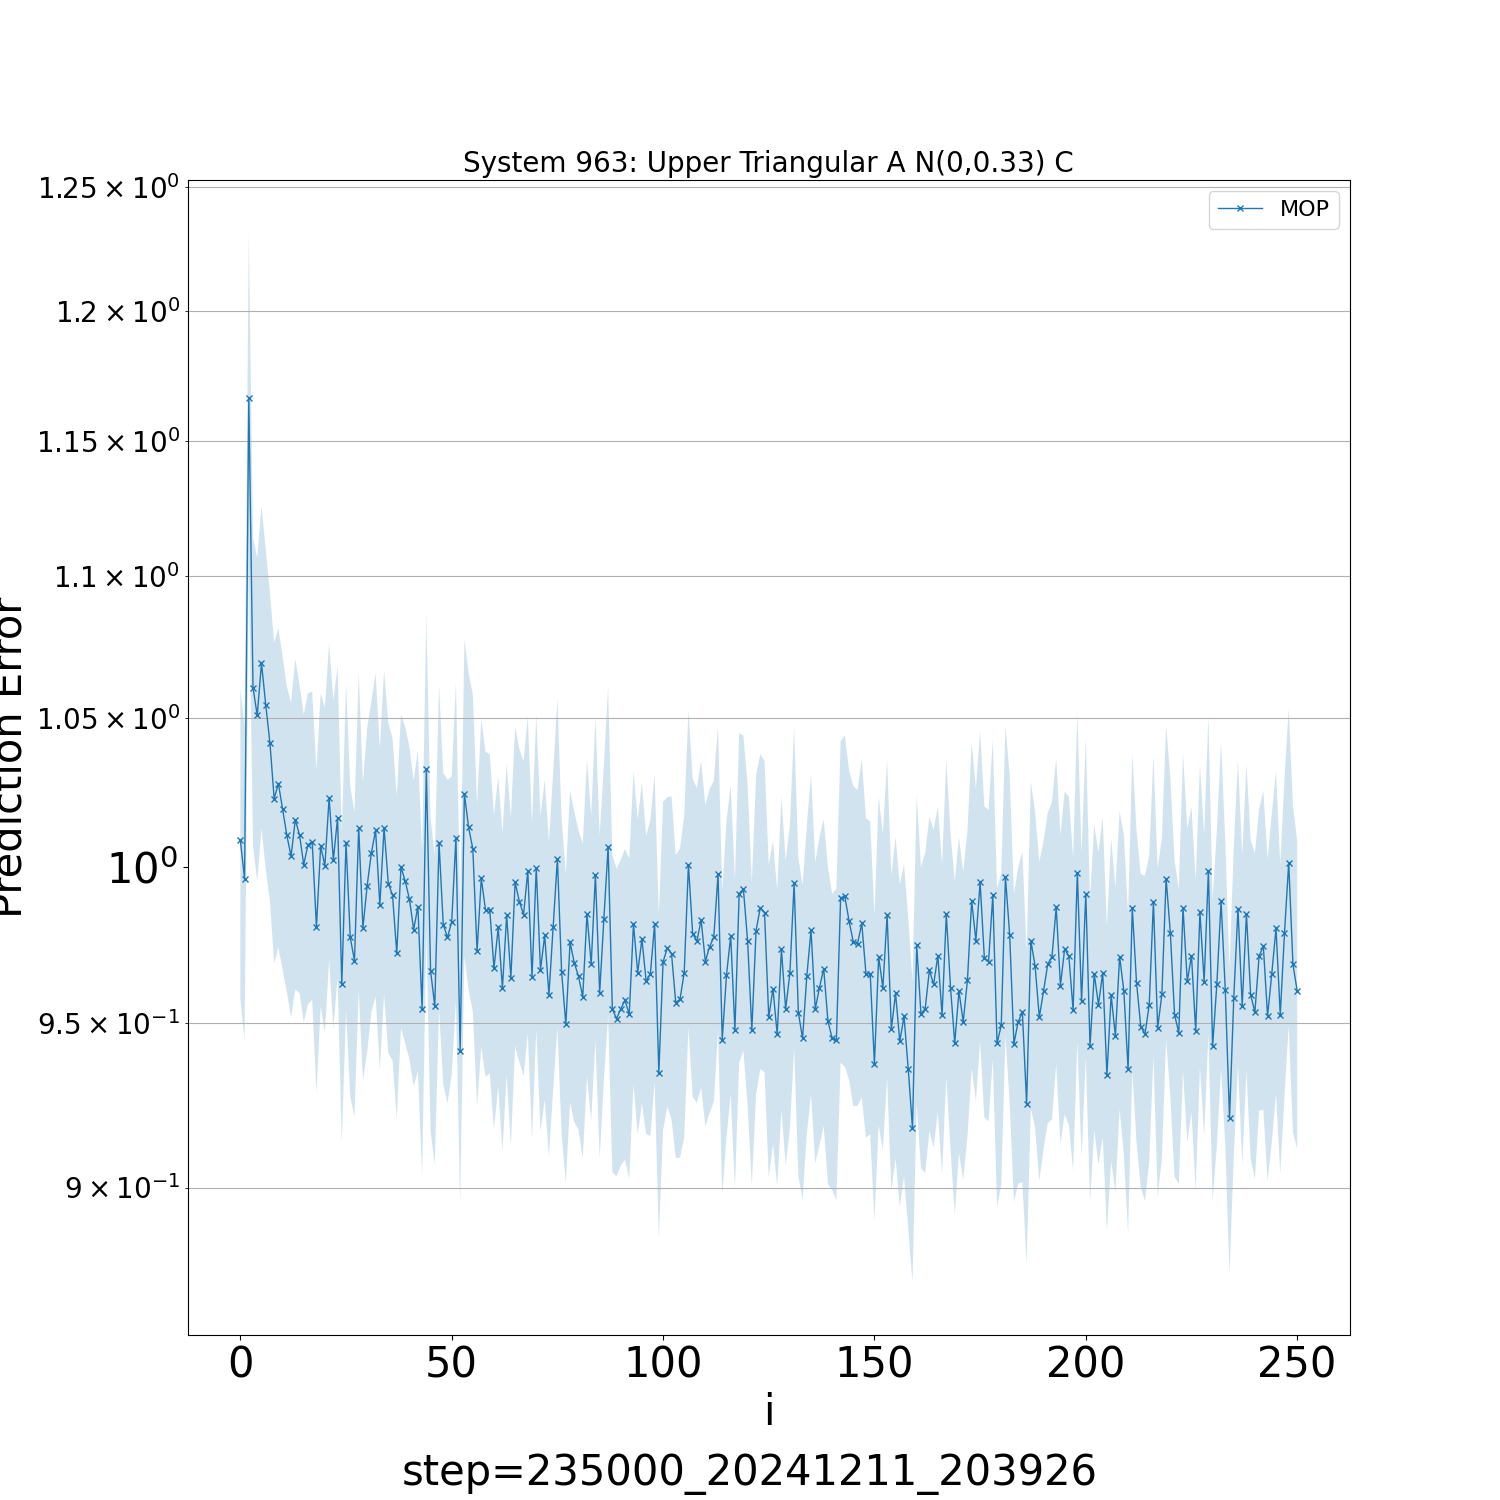 System 963: Upper Triangular A N(0,0.33) C
MOP
1.25 × 10⁰
1.2 × 10⁰
1.15 × 10⁰
1.1 × 10⁰
1.05 × 10⁰
10⁰
9.5 × 10⁻¹
9 × 10⁻¹
Prediction Error
0 50 100 150 200 250
i
step=235000_20241211_203926